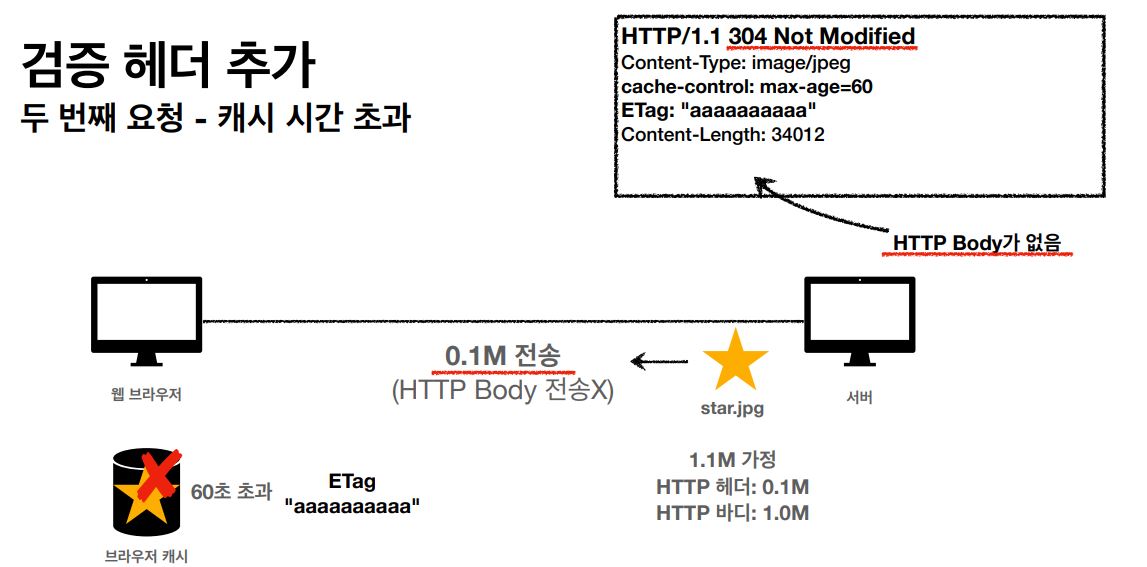 검증 헤더 추가
두 번째 요청 - 캐시 시간 초과
HTTP/1.1 304 Not Modified
Content-Type: image/jpeg
cache-control: max-age=60
ETag: "aaaaaaaaaa"
Content-Length: 34012
HTTP Body가 없음
0.1M 전송
(HTTP Body 전송X)
웹 브라우저
star.jpg
서버
1.1M 가정
HTTP 헤더: 0.1M
HTTP 바디: 1.0M
60초 초과
ETag
"aaaaaaaaaa"
브라우저 캐시